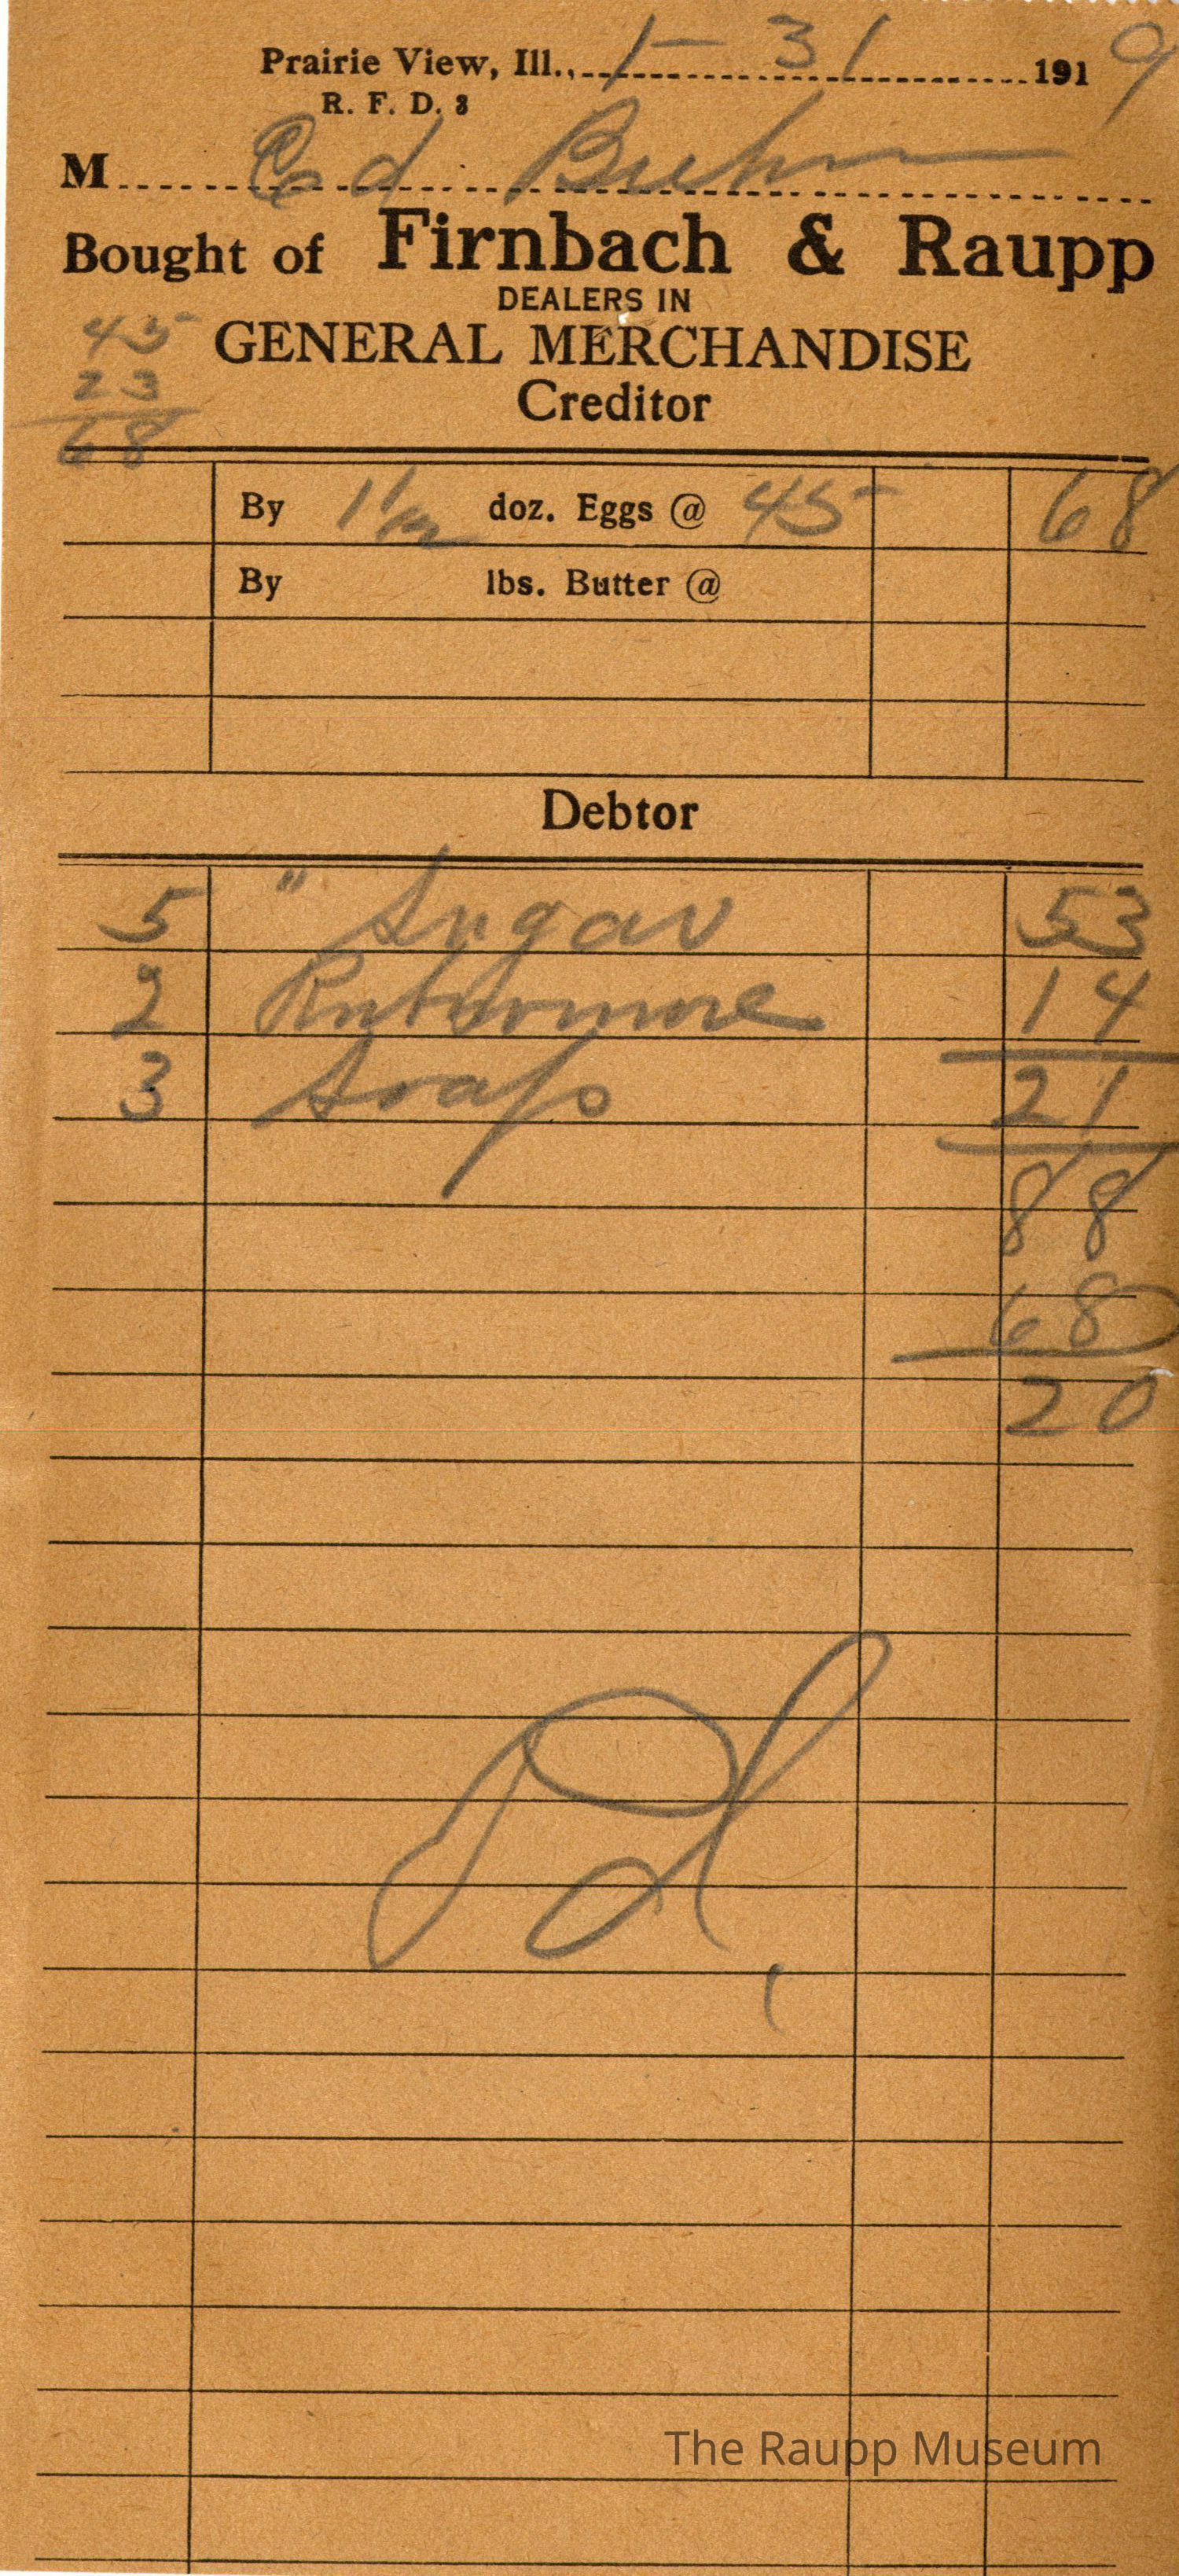 Prairie View, Ill., 1-31 1919
R. F. D. 3
M Ed Buehn
Bought of Firnbach & Raupp
DEALERS IN
GENERAL MERCHANDISE
Creditor
45
23
68
By 1 1/2 doz. Eggs @ 45 68
By lbs. Butter @
Debtor
5 " Sugar 53
2 14
3 Soap 21
88
68
20
Pd.
The Raupp Museum